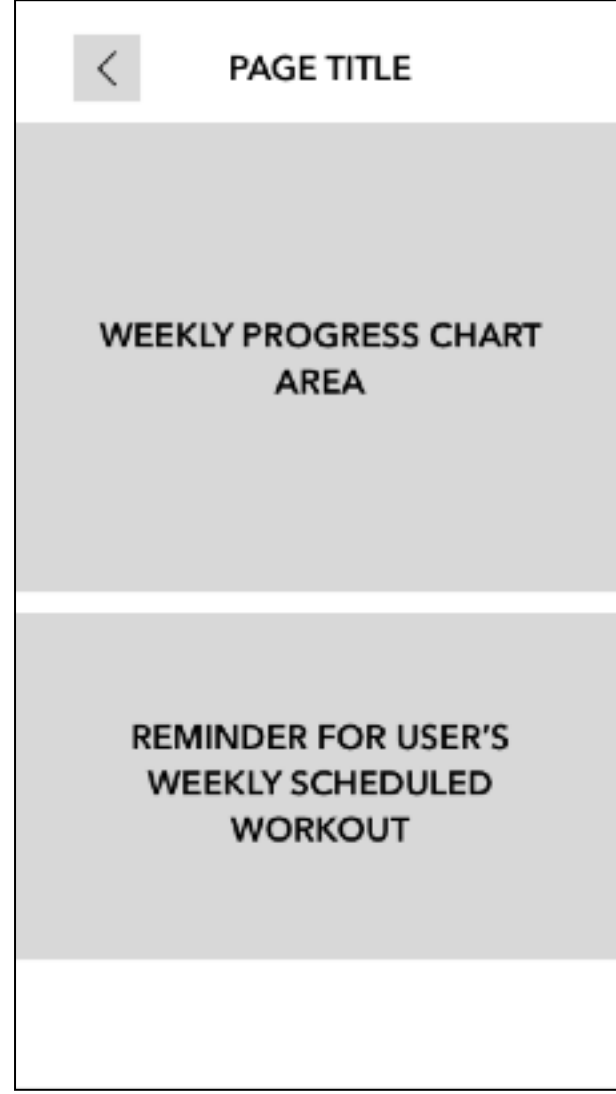 PAGE TITLE
WEEKLY PROGRESS CHART
AREA
REMINDER FOR USER’S
WEEKLY SCHEDULED
WORKOUT